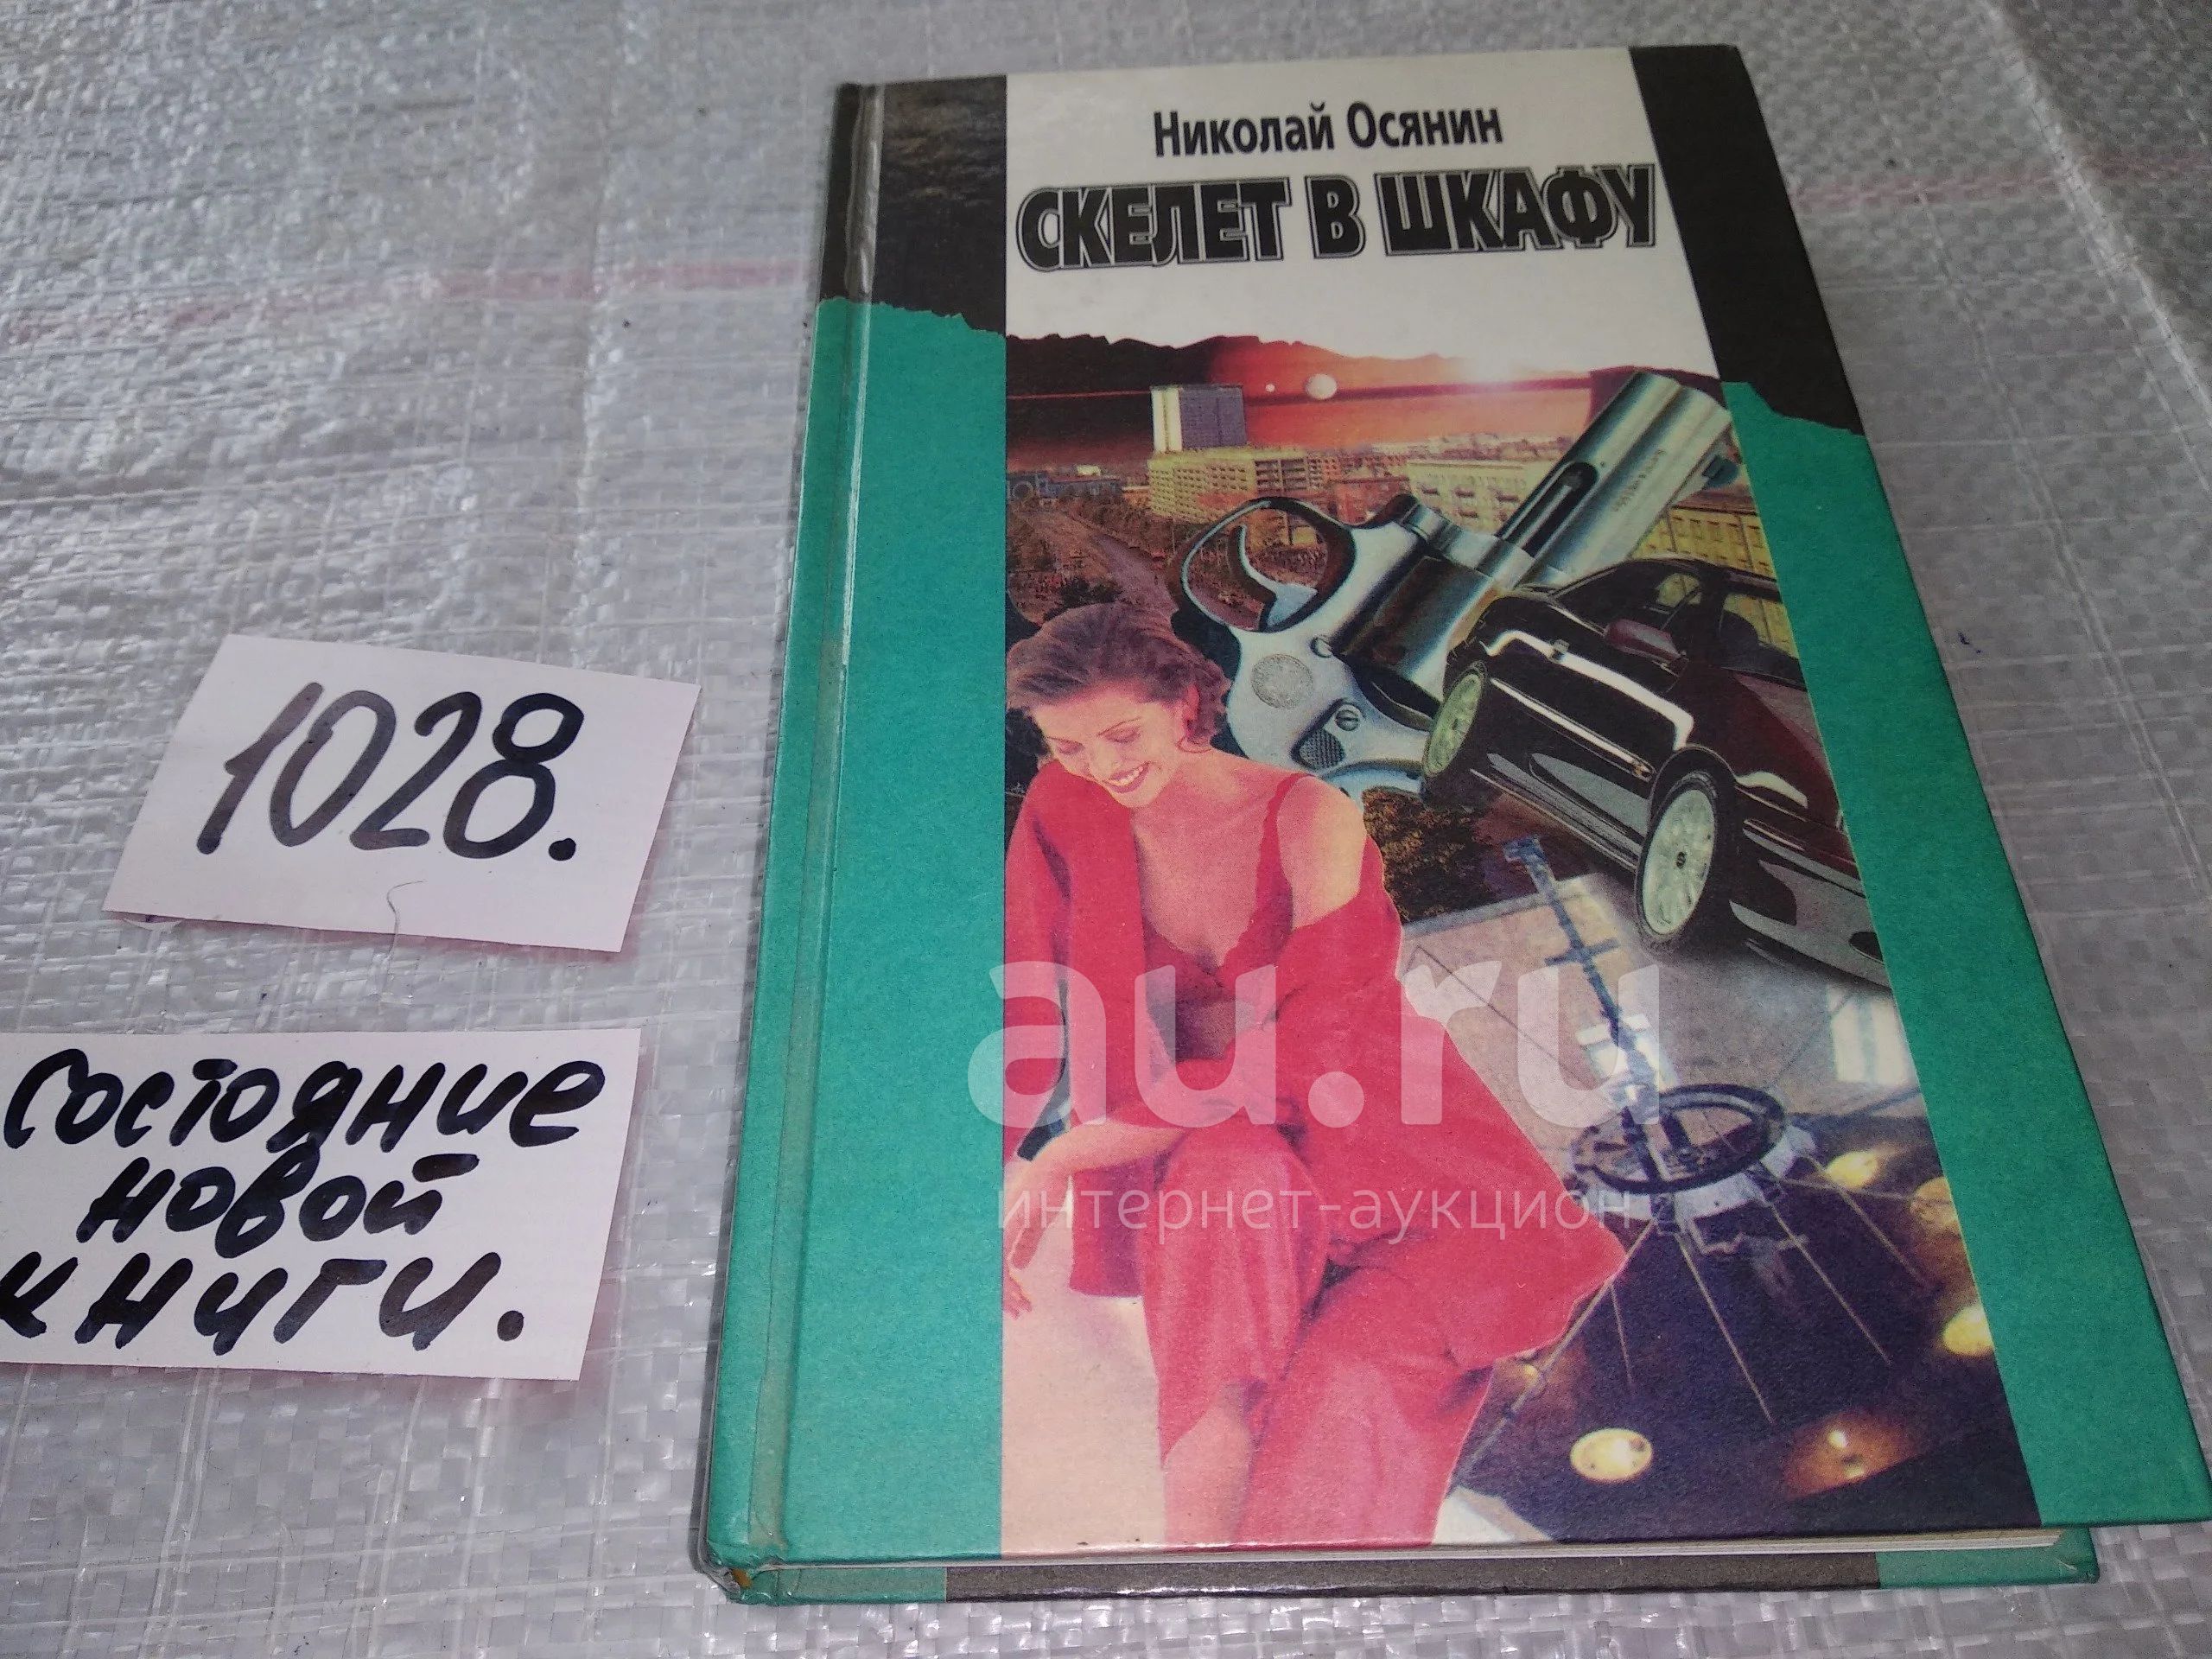 Николай Осянин
СКЕЛЕТ В ШКАФУ
1028.
Состояние
новой
книги.
au.ru
интернет-аукцион